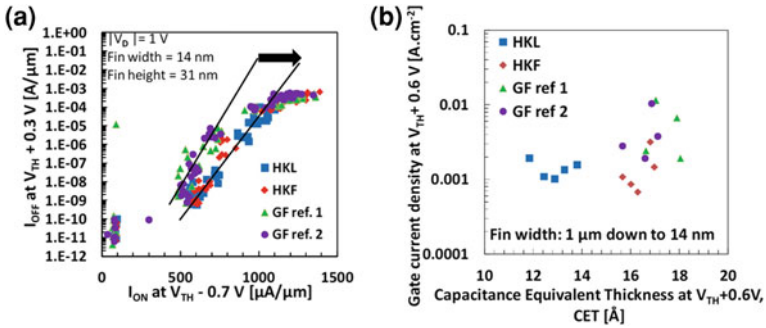 (a)
I_OFF at V_TH + 0.3 V [A/µm]
1.E+00
1.E-01
1.E-02
1.E-03
1.E-04
1.E-05
1.E-06
1.E-07
1.E-08
1.E-09
1.E-10
1.E-11
1.E-12
|V_D| = 1 V
Fin width = 14 nm
Fin height = 31 nm
HKL
HKF
GF ref. 1
GF ref. 2
0 500 1000 1500
I_ON at V_TH – 0.7 V [µA/µm]
(b)
Gate current density at V_TH + 0.6 V [A.cm⁻²]
0.1
0.01
0.001
0.0001
HKL
HKF
GF ref 1
GF ref 2
Fin width: 1 µm down to 14 nm
10 12 14 16 18 20
Capacitance Equivalent Thickness at V_TH+0.6V,
CET [Å]